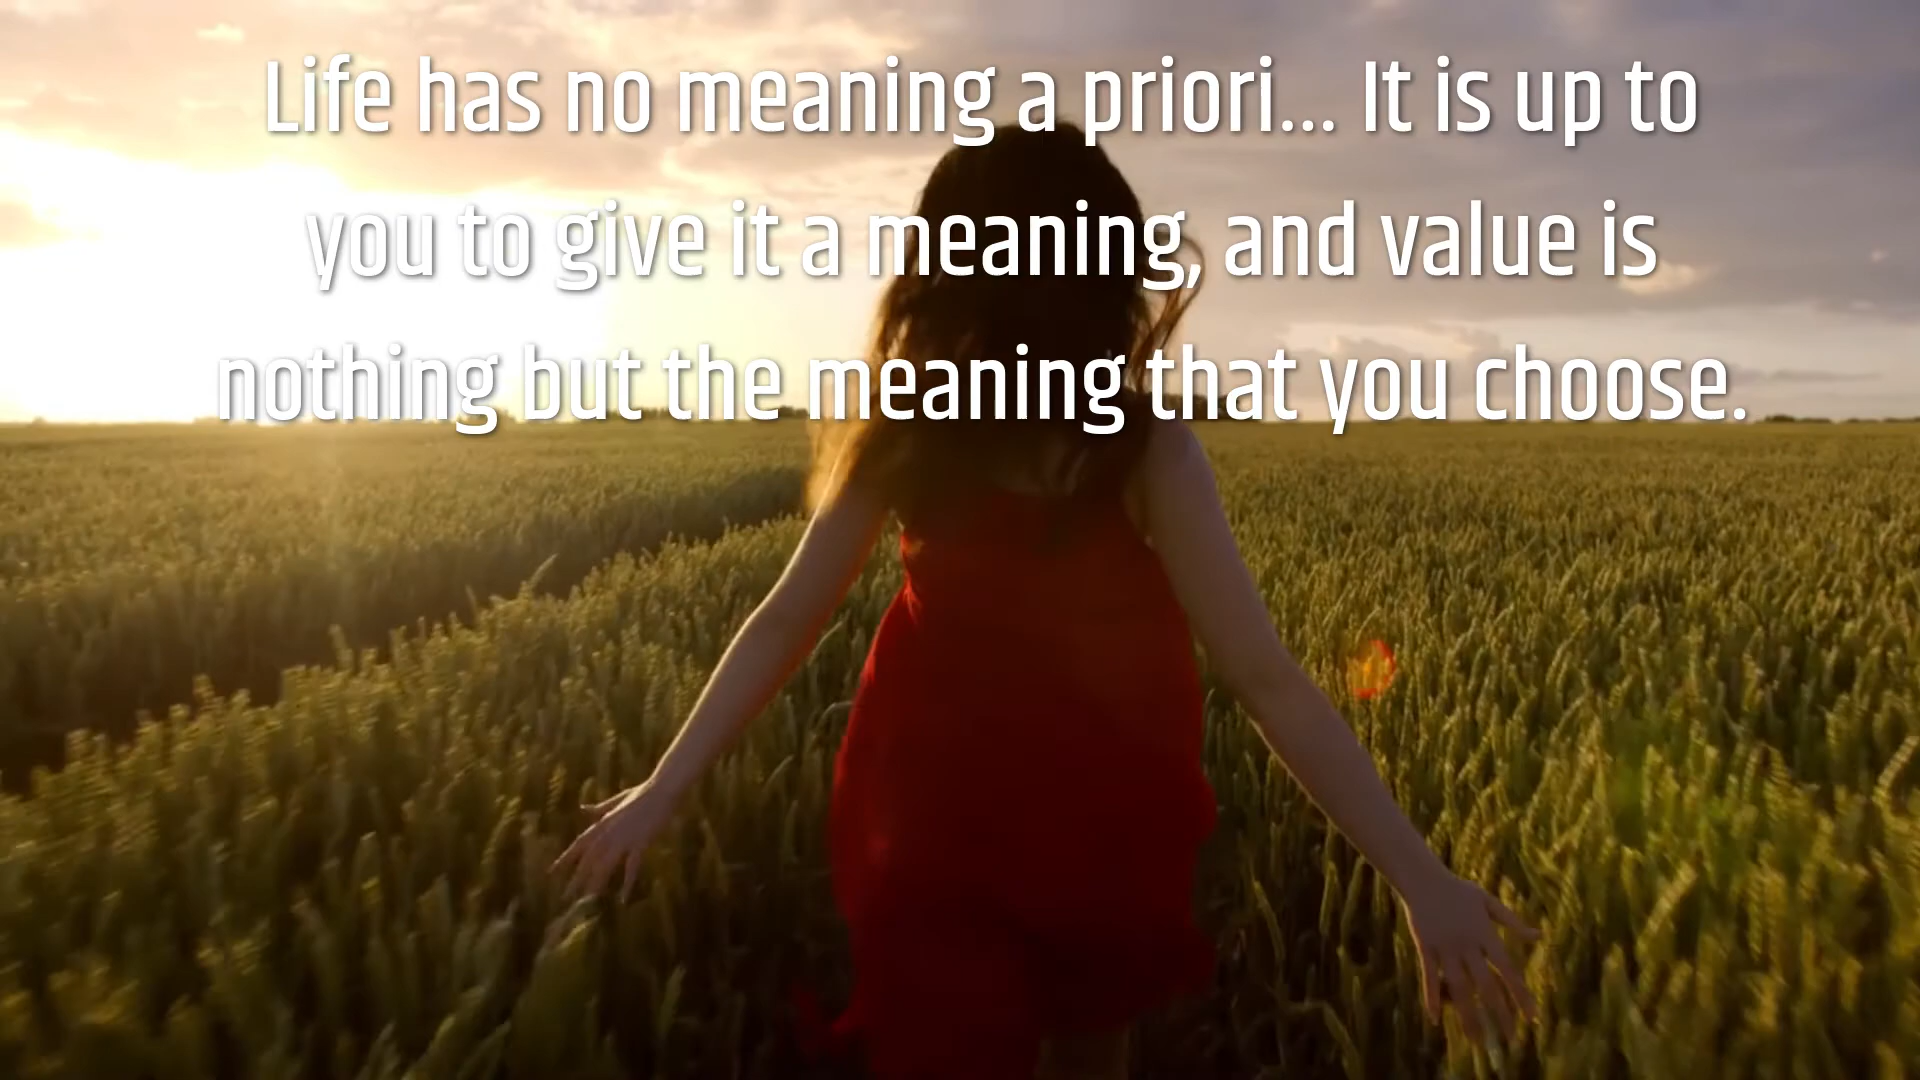 Life has no meaning a priori... It is up to
you to give it a meaning, and value is
nothing but the meaning that you choose.